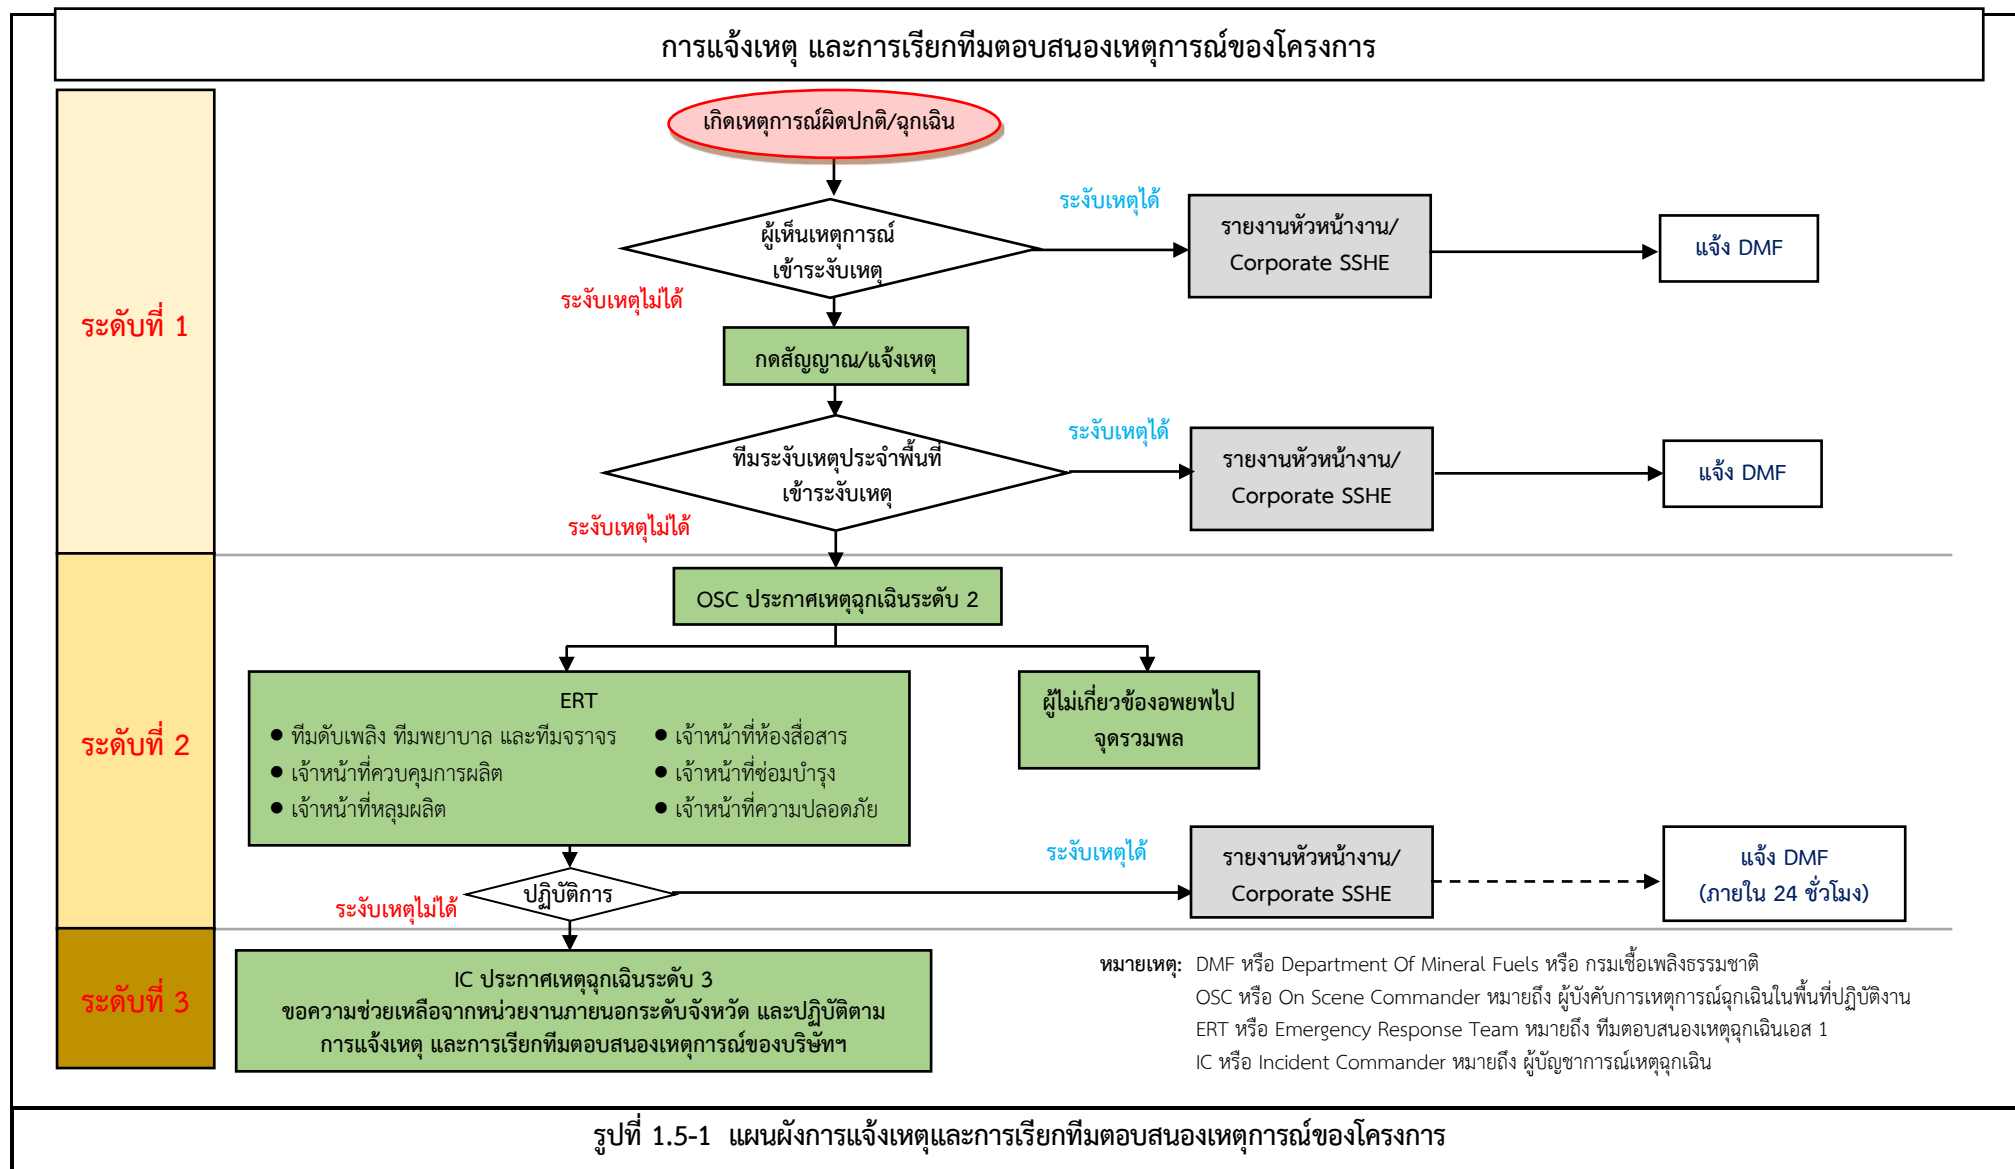 การแจ้งเหตุ และการเรียกทีมตอบสนองเหตุการณ์ของโครงการ
ระดับที่ 1
เกิดเหตุการณ์ผิดปกติ/ฉุกเฉิน
ผู้เห็นเหตุการณ์
เข้าระงับเหตุ
ระงับเหตุได้
รายงานหัวหน้างาน/
Corporate SSHE
แจ้ง DMF
ระงับเหตุไม่ได้
กดสัญญาณ/แจ้งเหตุ
ทีมระงับเหตุประจำพื้นที่
เข้าระงับเหตุ
ระงับเหตุได้
รายงานหัวหน้างาน/
Corporate SSHE
แจ้ง DMF
ระงับเหตุไม่ได้
ระดับที่ 2
OSC ประกาศเหตุฉุกเฉินระดับ 2
ERT
● ทีมดับเพลิง ทีมพยาบาล และทีมจราจร
● เจ้าหน้าที่ควบคุมการผลิต
● เจ้าหน้าที่หลุมผลิต
● เจ้าหน้าที่ห้องสื่อสาร
● เจ้าหน้าที่ซ่อมบำรุง
● เจ้าหน้าที่ความปลอดภัย
ผู้ไม่เกี่ยวข้องอพยพไป
จุดรวมพล
ปฏิบัติการ
ระงับเหตุได้
รายงานหัวหน้างาน/
Corporate SSHE
แจ้ง DMF
(ภายใน 24 ชั่วโมง)
ระงับเหตุไม่ได้
ระดับที่ 3
IC ประกาศเหตุฉุกเฉินระดับ 3
ขอความช่วยเหลือจากหน่วยงานภายนอกระดับจังหวัด และปฏิบัติตาม
การแจ้งเหตุ และการเรียกทีมตอบสนองเหตุการณ์ของบริษัทฯ
หมายเหตุ: DMF หรือ Department Of Mineral Fuels หรือ กรมเชื้อเพลิงธรรมชาติ
OSC หรือ On Scene Commander หมายถึง ผู้บังคับการเหตุการณ์ฉุกเฉินในพื้นที่ปฏิบัติงาน
ERT หรือ Emergency Response Team หมายถึง ทีมตอบสนองเหตุฉุกเฉินเอส 1
IC หรือ Incident Commander หมายถึง ผู้บัญชาการณ์เหตุฉุกเฉิน
รูปที่ 1.5-1 แผนผังการแจ้งเหตุและการเรียกทีมตอบสนองเหตุการณ์ของโครงการ